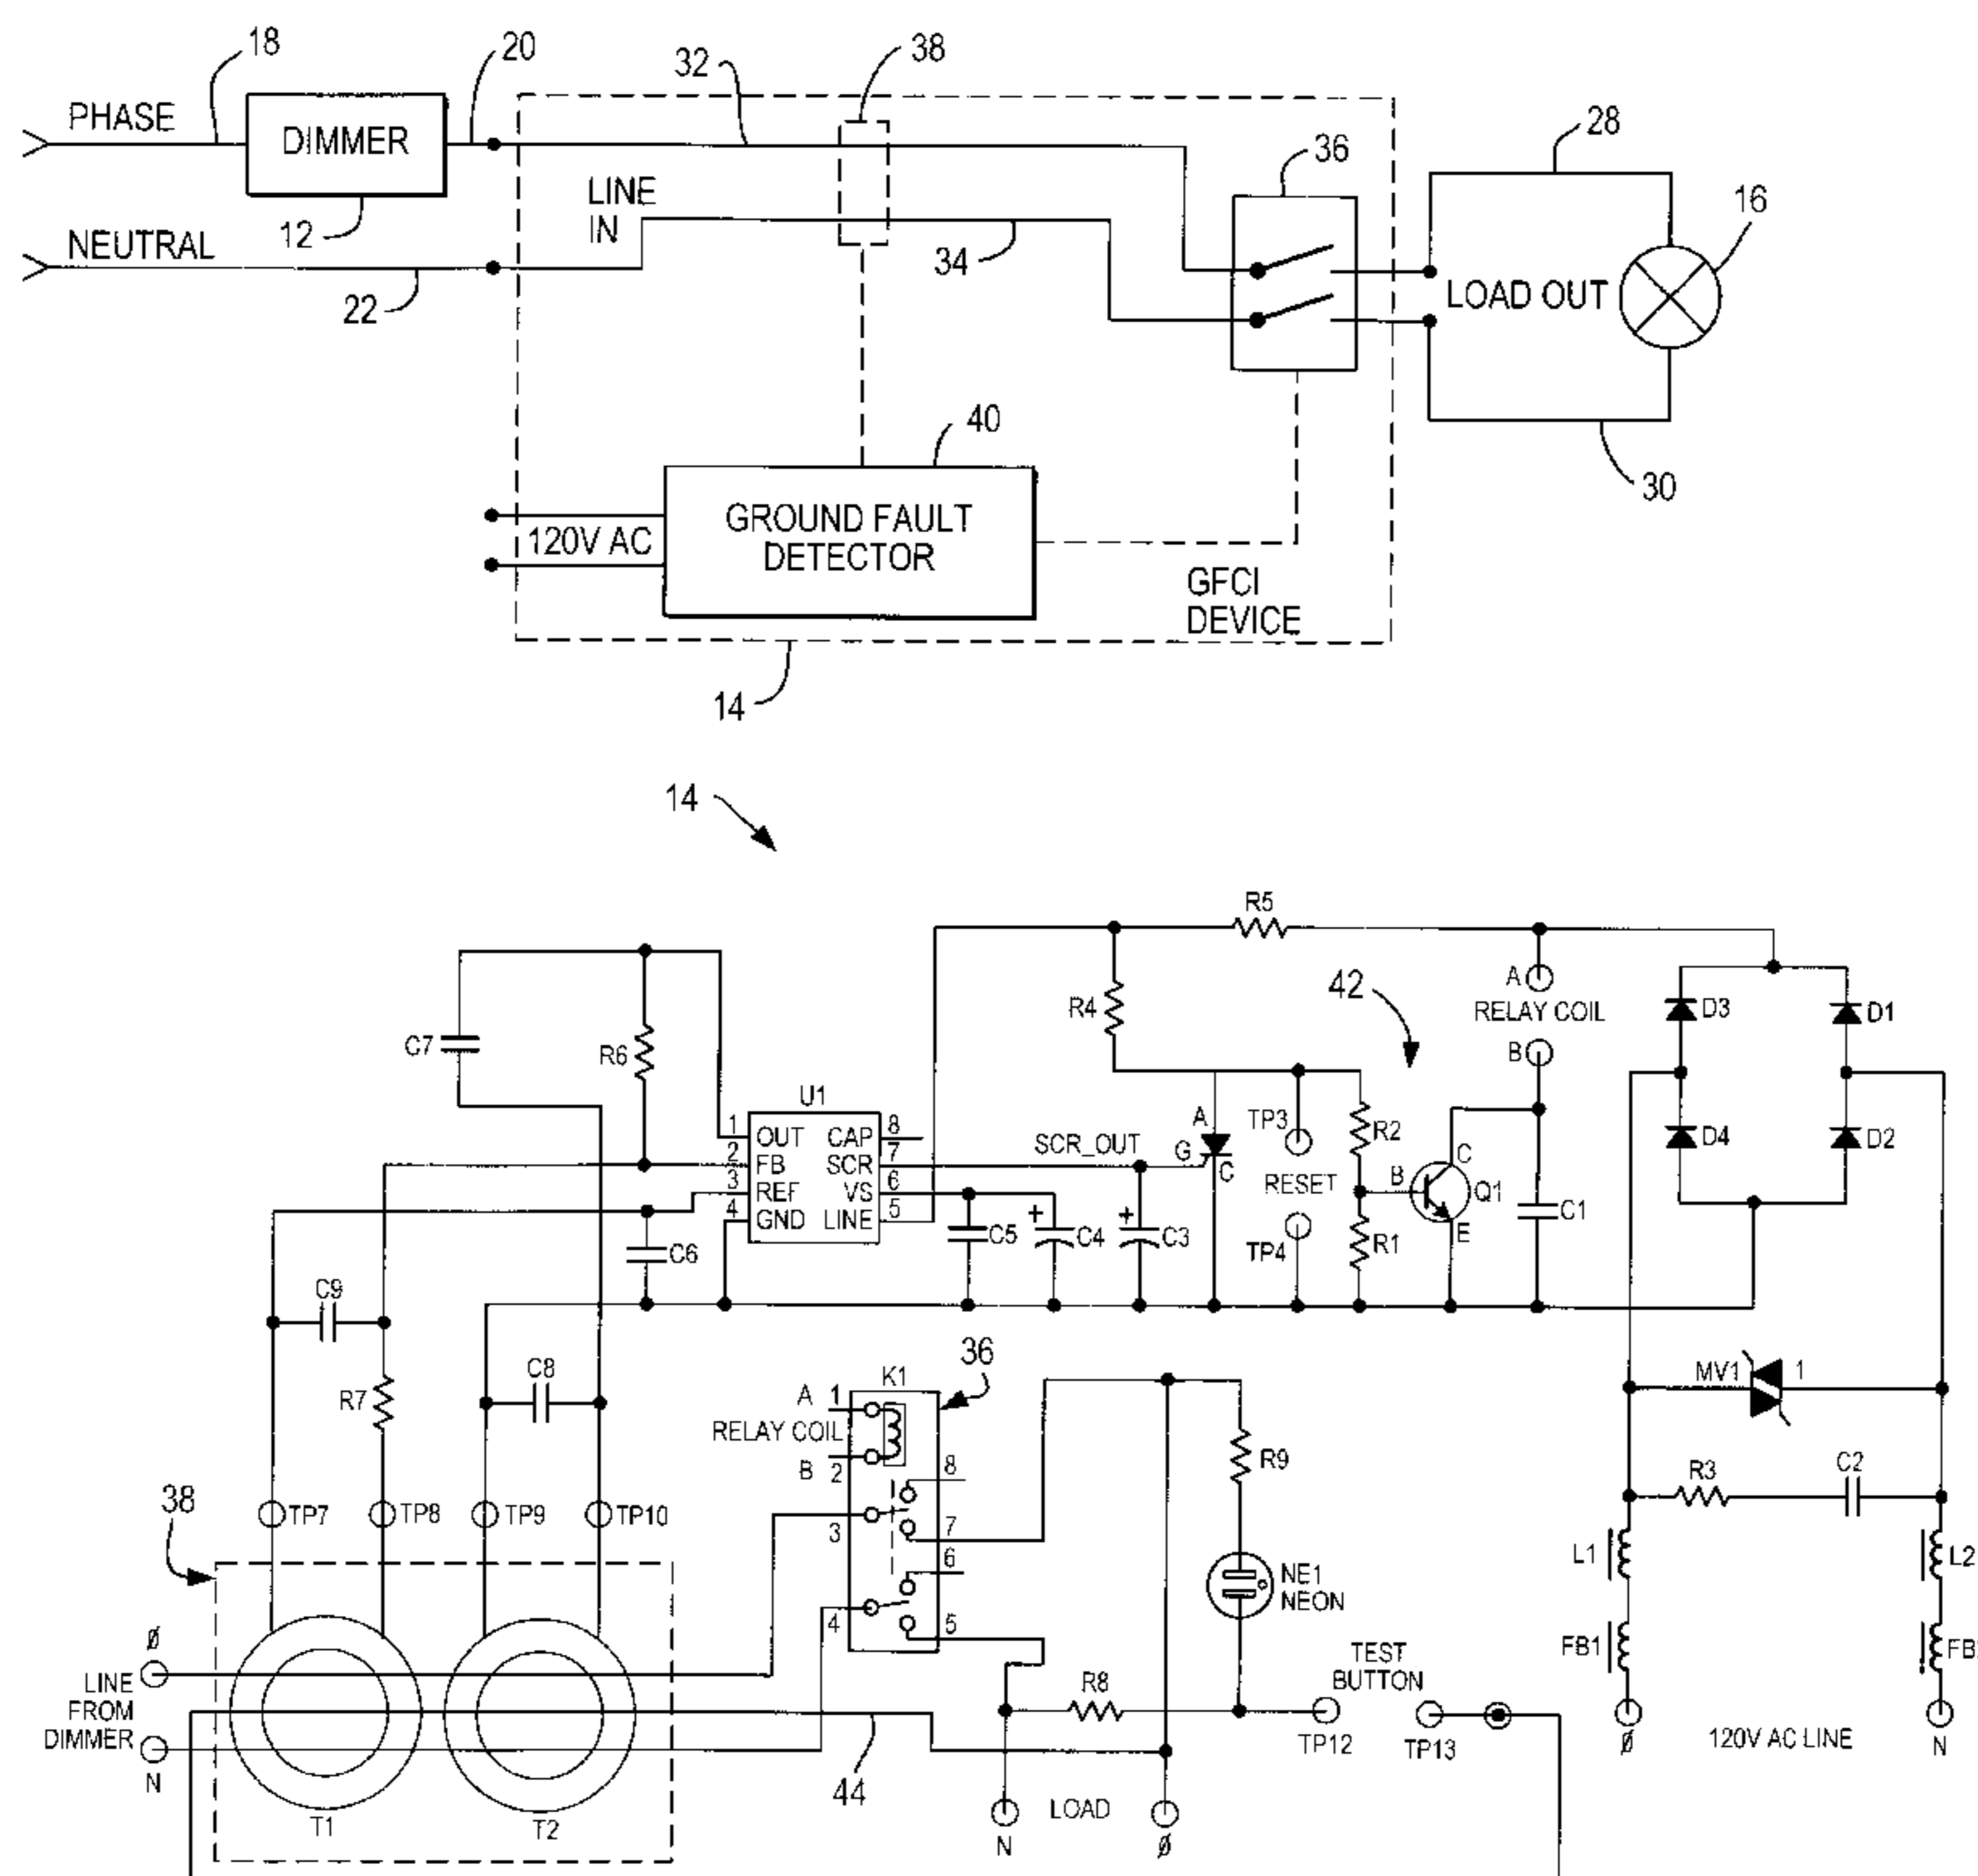 18
20
32
38
PHASE
DIMMER
28
36
LINE
IN
16
12
NEUTRAL
34
LOAD OUT
22
40
30
120V AC
GROUND FAULT
DETECTOR
GFCI
DEVICE
14
14
R5
42
A
RELAY COIL
B
R4
D3
D1
C7
R6
U1
1 OUT CAP 8
2 FB SCR 7
3 REF VS 6
4 GND LINE 5
SCR_OUT
A
G
C
TP3
RESET
TP4
R2
R1
B
C
E
Q1
C1
D4
D2
C6
C5
+
C4
+
C3
C9
C8
R7
36
K1
A 1
RELAY COIL
B 2
8
3
7
6
4
5
R9
MV1
1
R3
C2
38
TP7
TP8
TP9
TP10
NE1
NEON
L1
L2
FB1
FB
Ø
LINE
FROM
DIMMER
N
R8
TEST
BUTTON
TP12
TP13
Ø
120V AC LINE
N
T1
T2
44
N
LOAD
Ø